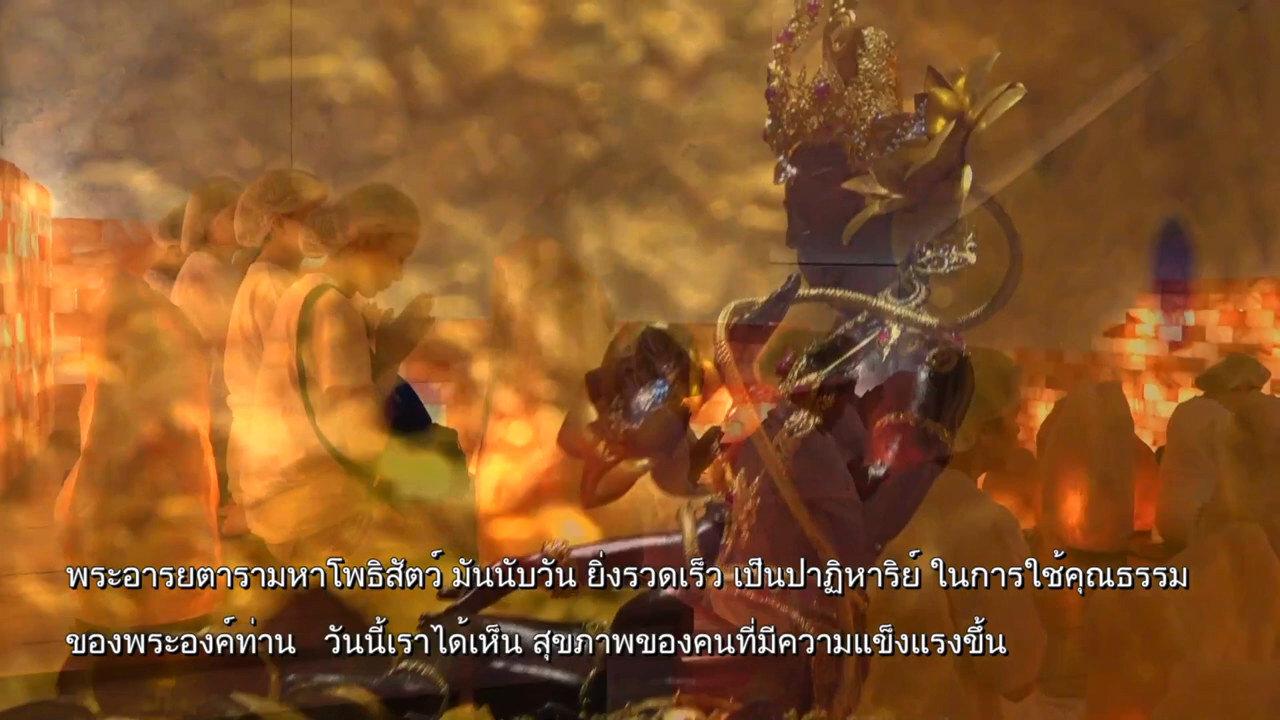 พระอารยตารามหาโพธิสัตว์ มันนับวัน ยิ่งรวดเร็ว เป็นปาฏิหาริย์ ในการใช้คุณธรรม
ของพระองค์ท่าน วันนี้เราได้เห็น สุขภาพของคนที่มีความแข็งแรงขึ้น